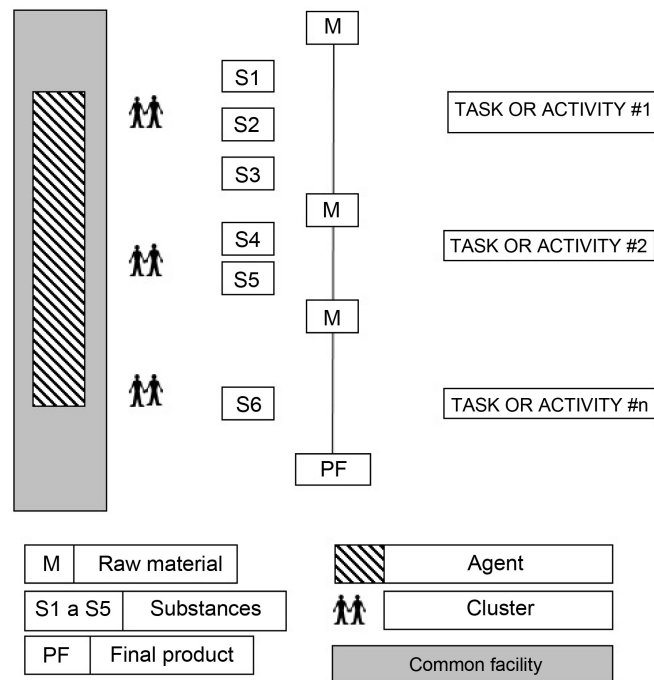 M
S1
TASK OR ACTIVITY #1
S2
S3
M
S4
TASK OR ACTIVITY #2
S5
M
S6
TASK OR ACTIVITY #n
PF
M Raw material
Agent
S1 a S5 Substances
Cluster
PF Final product
Common facility